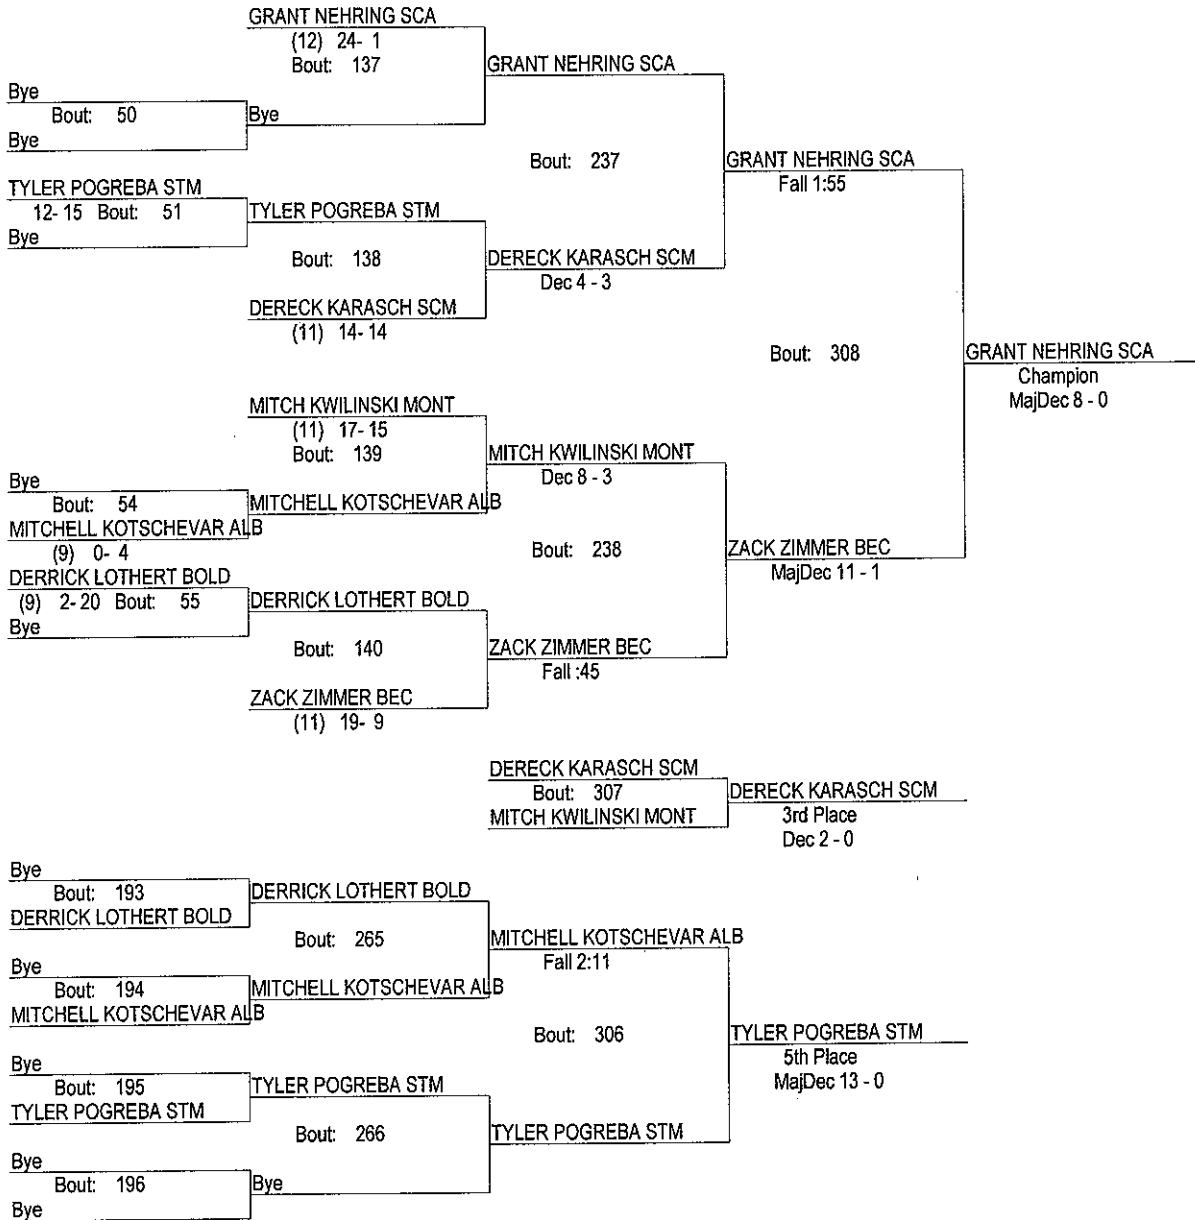 GRANT NEHRING SCA
(12) 24- 1
Bout: 137
GRANT NEHRING SCA
Bye
Bout: 50
Bye
Bye
Bout: 237
GRANT NEHRING SCA
Fall 1:55
TYLER POGREBA STM
12- 15 Bout: 51
TYLER POGREBA STM
Bye
Bout: 138
DERECK KARASCH SCM
Dec 4 - 3
DERECK KARASCH SCM
(11) 14- 14
Bout: 308
GRANT NEHRING SCA
Champion
MajDec 8 - 0
MITCH KWILINSKI MONT
(11) 17- 15
Bout: 139
MITCH KWILINSKI MONT
Dec 8 - 3
Bye
Bout: 54
MITCHELL KOTSCHEVAR ALB
MITCHELL KOTSCHEVAR ALB
(9) 0- 4
Bout: 238
ZACK ZIMMER BEC
MajDec 11 - 1
DERRICK LOTHERT BOLD
(9) 2- 20 Bout: 55
DERRICK LOTHERT BOLD
Bye
Bout: 140
ZACK ZIMMER BEC
Fall :45
ZACK ZIMMER BEC
(11) 19- 9
DERECK KARASCH SCM
Bout: 307
DERECK KARASCH SCM
MITCH KWILINSKI MONT
3rd Place
Dec 2 - 0
Bye
Bout: 193
DERRICK LOTHERT BOLD
DERRICK LOTHERT BOLD
Bout: 265
MITCHELL KOTSCHEVAR ALB
Fall 2:11
Bye
Bout: 194
MITCHELL KOTSCHEVAR ALB
MITCHELL KOTSCHEVAR ALB
Bout: 306
TYLER POGREBA STM
5th Place
MajDec 13 - 0
Bye
Bout: 195
TYLER POGREBA STM
TYLER POGREBA STM
Bout: 266
TYLER POGREBA STM
Bye
Bout: 196
Bye
Bye